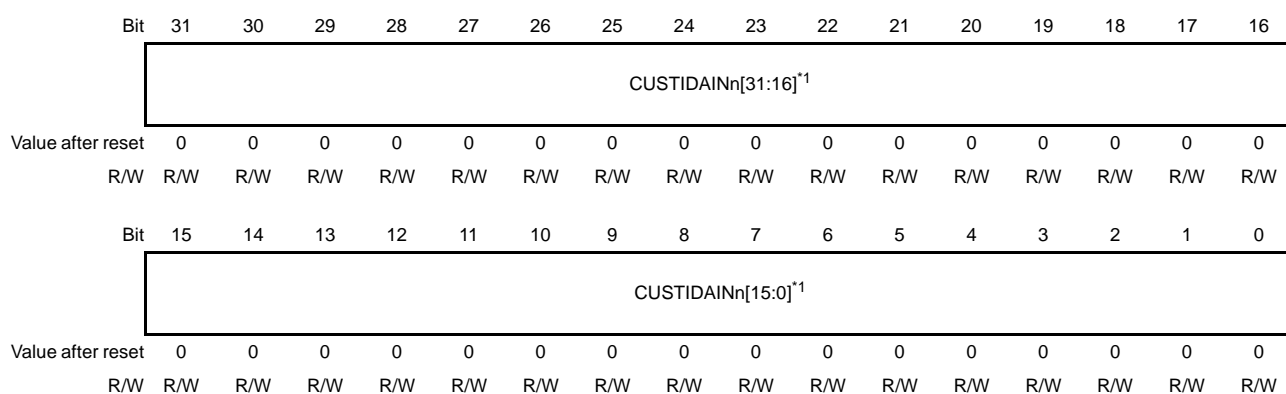 Bit 31 30 29 28 27 26 25 24 23 22 21 20 19 18 17 16
CUSTIDAINn[31:16]*1
Value after reset 0 0 0 0 0 0 0 0 0 0 0 0 0 0 0 0
R/W R/W R/W R/W R/W R/W R/W R/W R/W R/W R/W R/W R/W R/W R/W R/W R/W
Bit 15 14 13 12 11 10 9 8 7 6 5 4 3 2 1 0
CUSTIDAINn[15:0]*1
Value after reset 0 0 0 0 0 0 0 0 0 0 0 0 0 0 0 0
R/W R/W R/W R/W R/W R/W R/W R/W R/W R/W R/W R/W R/W R/W R/W R/W R/W